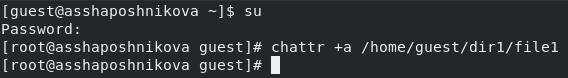 [guest@asshaposhnikova ~]$ su
Password:
[root@asshaposhnikova guest]# chattr +a /home/guest/dir1/file1
[root@asshaposhnikova guest]#